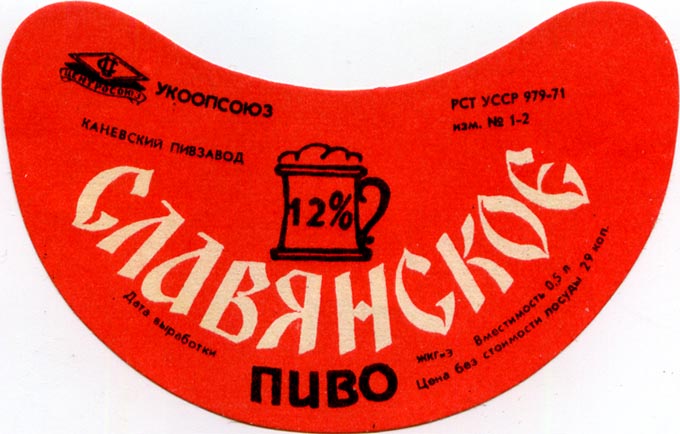 ЦЕНТРОСОЮЗ
УКООПСОЮЗ
КАНЕВСКИЙ ПИВЗАВОД
РСТ УССР 979-71
изм. № 1-2
12%
СЛАВЯНСКОЕ
ПИВО
Дата выработки
жкг-з Вместимость 0,5 л
Цена без стоимости посуды 29 коп.